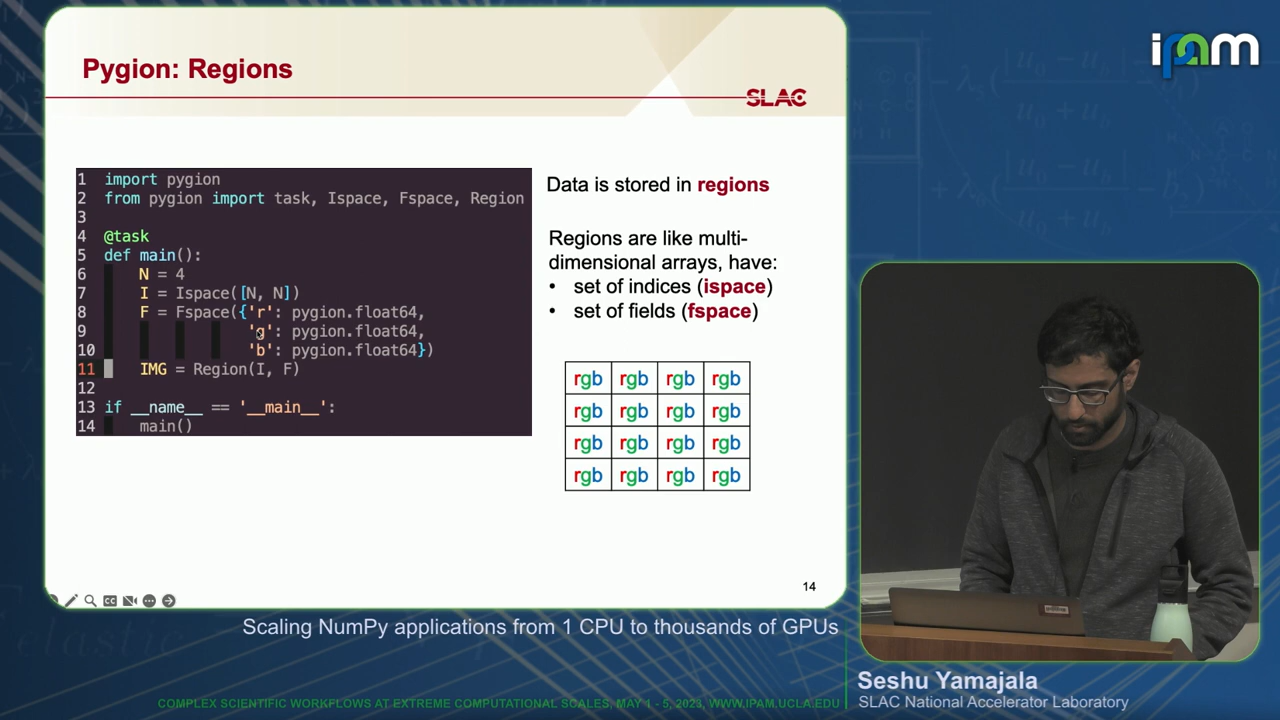 ipam
Pygion: Regions
SLAC
1 import pygion
2 from pygion import task, Ispace, Fspace, Region
3
4 @task
5 def main():
6 N = 4
7 I = Ispace([N, N])
8 F = Fspace({'r': pygion.float64,
9 'g': pygion.float64,
10 'b': pygion.float64})
11 IMG = Region(I, F)
12
13 if __name__ == '__main__':
14 main()
Data is stored in regions
Regions are like multi-
dimensional arrays, have:
• set of indices (ispace)
• set of fields (fspace)
rgb rgb rgb rgb
rgb rgb rgb rgb
rgb rgb rgb rgb
rgb rgb rgb rgb
14
Scaling NumPy applications from 1 CPU to thousands of GPUs
Seshu Yamajala
SLAC National Accelerator Laboratory
COMPLEX SCIENTIFIC WORKFLOWS AT EXTREME COMPUTATIONAL SCALES, MAY 1 - 5, 2023, WWW.IPAM.UCLA.EDU